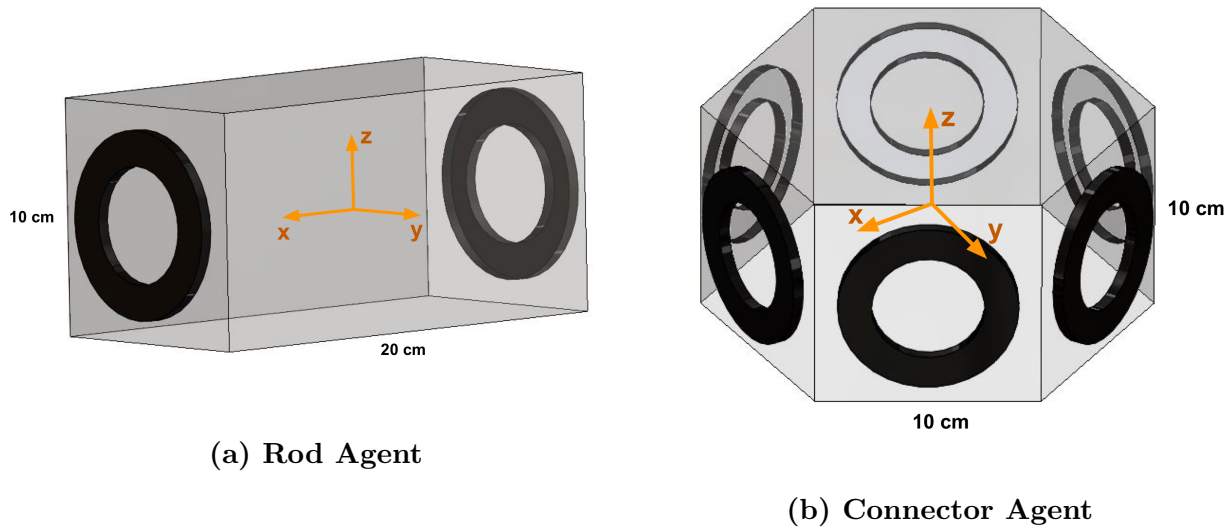 10 cm
z
x
y
20 cm
(a) Rod Agent
z
x
y
10 cm
10 cm
(b) Connector Agent